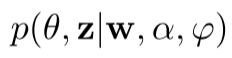 p(θ, z|w, α, φ)